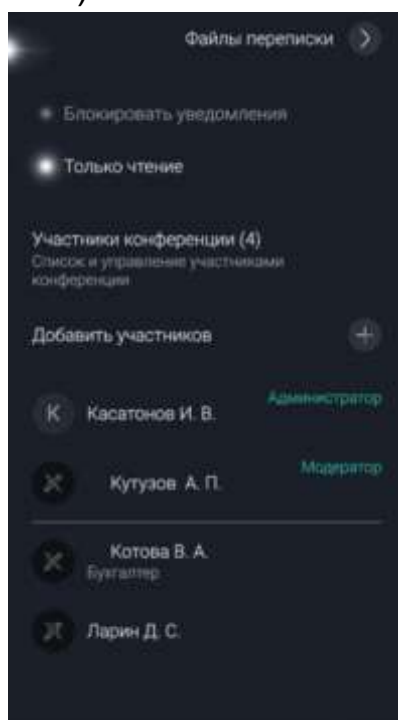 Файлы переписки
Блокировать уведомления
Только чтение
Участники конференции (4)
Список и управление участниками
конференции
Добавить участников
Администратор
К Касатонов И. В.
Модератор
Кутузов А. П.
Котова В. А.
Бухгалтер
Ларин Д. С.